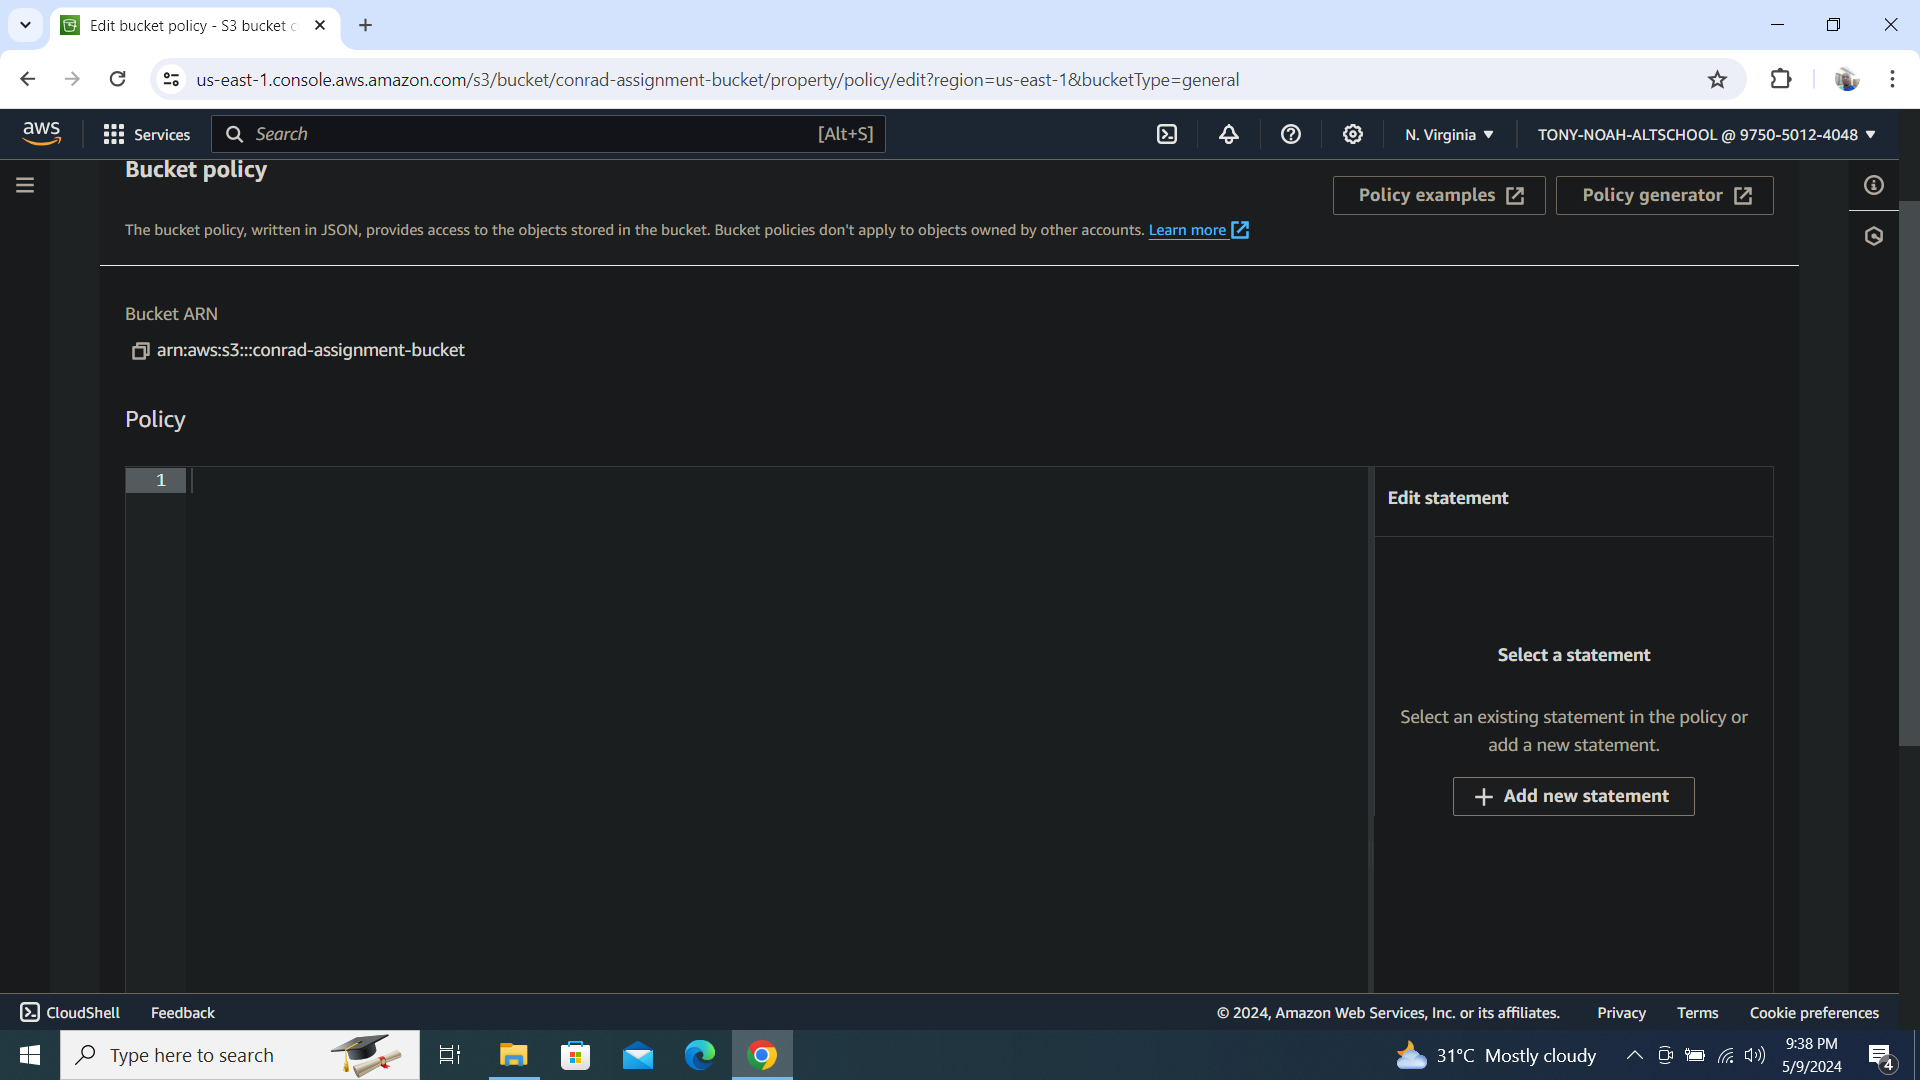 Edit bucket policy - S3 bucket c
us-east-1.console.aws.amazon.com/s3/bucket/conrad-assignment-bucket/property/policy/edit?region=us-east-1&bucketType=general
aws
Services
Search
[Alt+S]
N. Virginia
TONY-NOAH-ALTSCHOOL @ 9750-5012-4048
Bucket policy
Policy examples
Policy generator
The bucket policy, written in JSON, provides access to the objects stored in the bucket. Bucket policies don't apply to objects owned by other accounts. Learn more
Bucket ARN
arn:aws:s3:::conrad-assignment-bucket
Policy
1
Edit statement
Select a statement
Select an existing statement in the policy or
add a new statement.
Add new statement
CloudShell
Feedback
© 2024, Amazon Web Services, Inc. or its affiliates.
Privacy
Terms
Cookie preferences
Type here to search
31°C Mostly cloudy
9:38 PM
5/9/2024
4